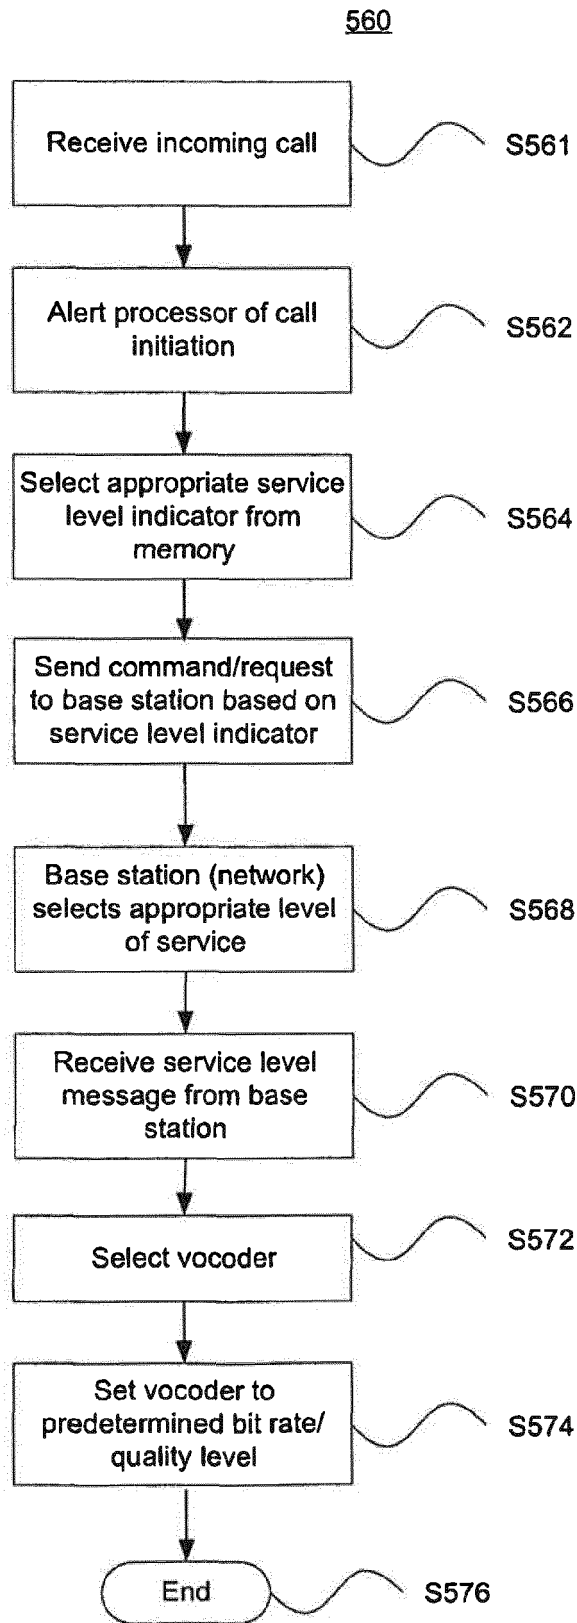 560
Receive incoming call
S561
Alert processor of call
initiation
S562
Select appropriate service
level indicator from
memory
S564
Send command/request
to base station based on
service level indicator
S566
Base station (network)
selects appropriate level
of service
S568
Receive service level
message from base
station
S570
Select vocoder
S572
Set vocoder to
predetermined bit rate/
quality level
S574
End
S576